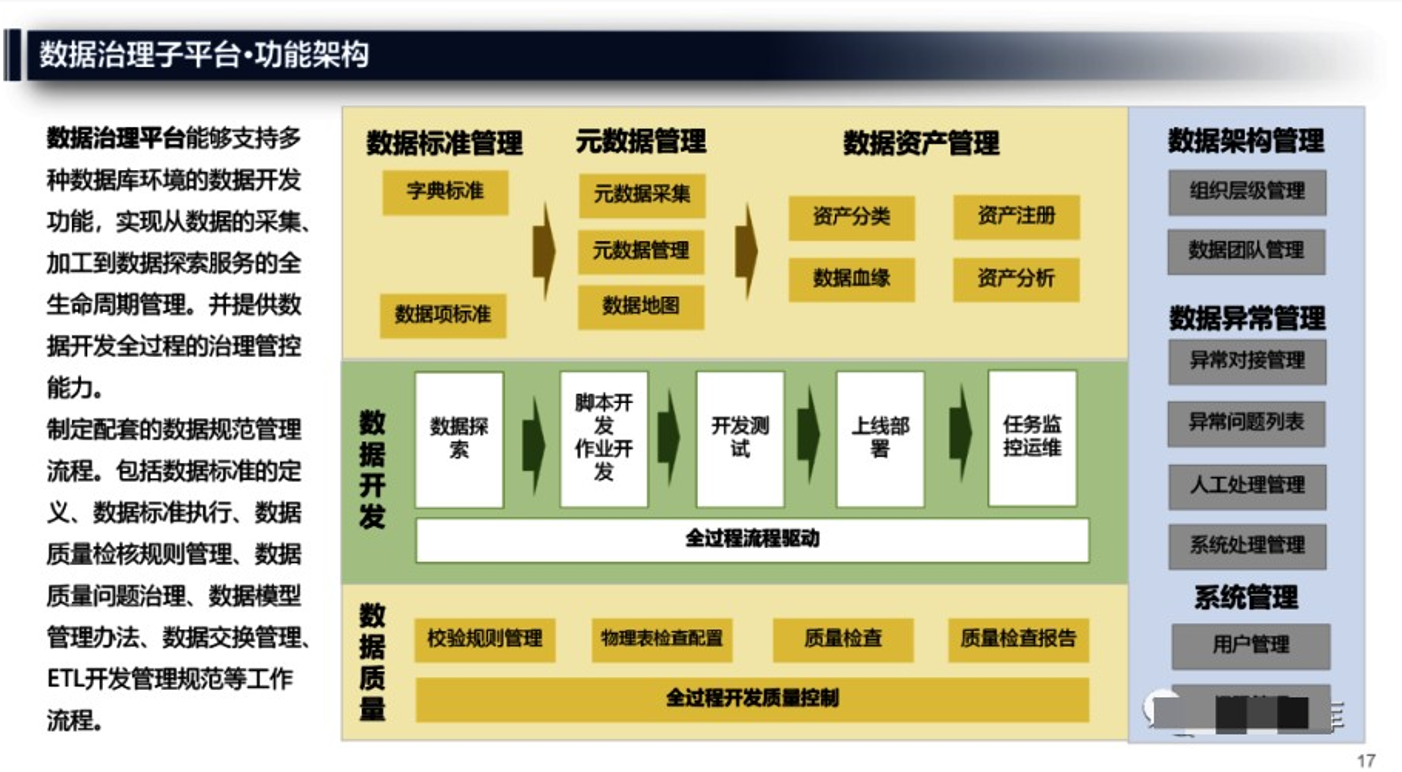 数据治理子平台•功能架构
数据治理平台能够支持多
种数据库环境的数据开发
功能，实现从数据的采集、
加工到数据探索服务的全
生命周期管理。并提供数
据开发全过程的治理管控
能力。
制定配套的数据规范管理
流程。包括数据标准的定
义、数据标准执行、数据
质量检核规则管理、数据
质量问题治理、数据模型
管理办法、数据交换管理、
ETL开发管理规范等工作
流程。
数据标准管理
字典标准
数据项标准
元数据管理
元数据采集
元数据管理
数据地图
数据资产管理
资产分类
资产注册
数据血缘
资产分析
数据开发
数据探
索
脚本开
发
作业开
发
开发测
试
上线部
署
任务监
控运维
全过程流程驱动
数据质量
校验规则管理
物理表检查配置
质量检查
质量检查报告
全过程开发质量控制
数据架构管理
组织层级管理
数据团队管理
数据异常管理
异常对接管理
异常问题列表
人工处理管理
系统处理管理
系统管理
用户管理
17